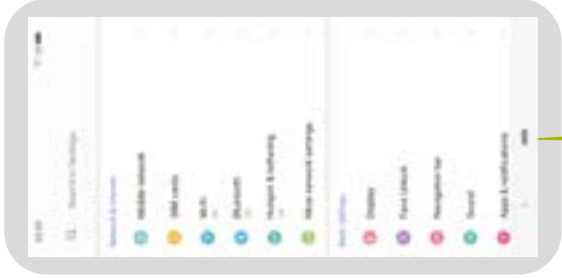 Search in Settings
Network & Internet
Mobile network
SIM cards
Wi-Fi
Bluetooth
Hotspot & tethering
More network settings
Basic settings
Display
Face Unlock
Navigation bar
Sound
Apps & notifications